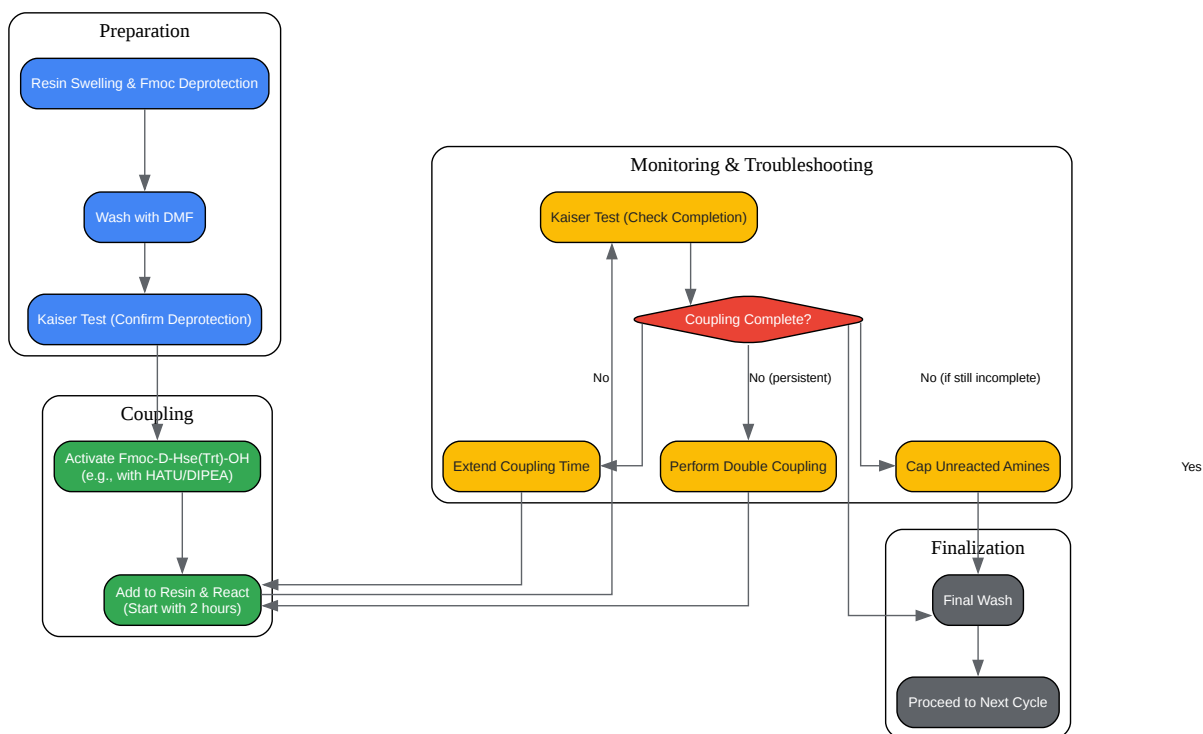 Preparation
Resin Swelling & Fmoc Deprotection
Wash with DMF
Kaiser Test (Confirm Deprotection)
Coupling
Activate Fmoc-D-Hse(Trt)-OH
(e.g., with HATU/DIPEA)
Add to Resin & React
(Start with 2 hours)
Monitoring & Troubleshooting
Kaiser Test (Check Completion)
Coupling Complete?
No
No (persistent)
No (if still incomplete)
Extend Coupling Time
Perform Double Coupling
Cap Unreacted Amines
Yes
Finalization
Final Wash
Proceed to Next Cycle